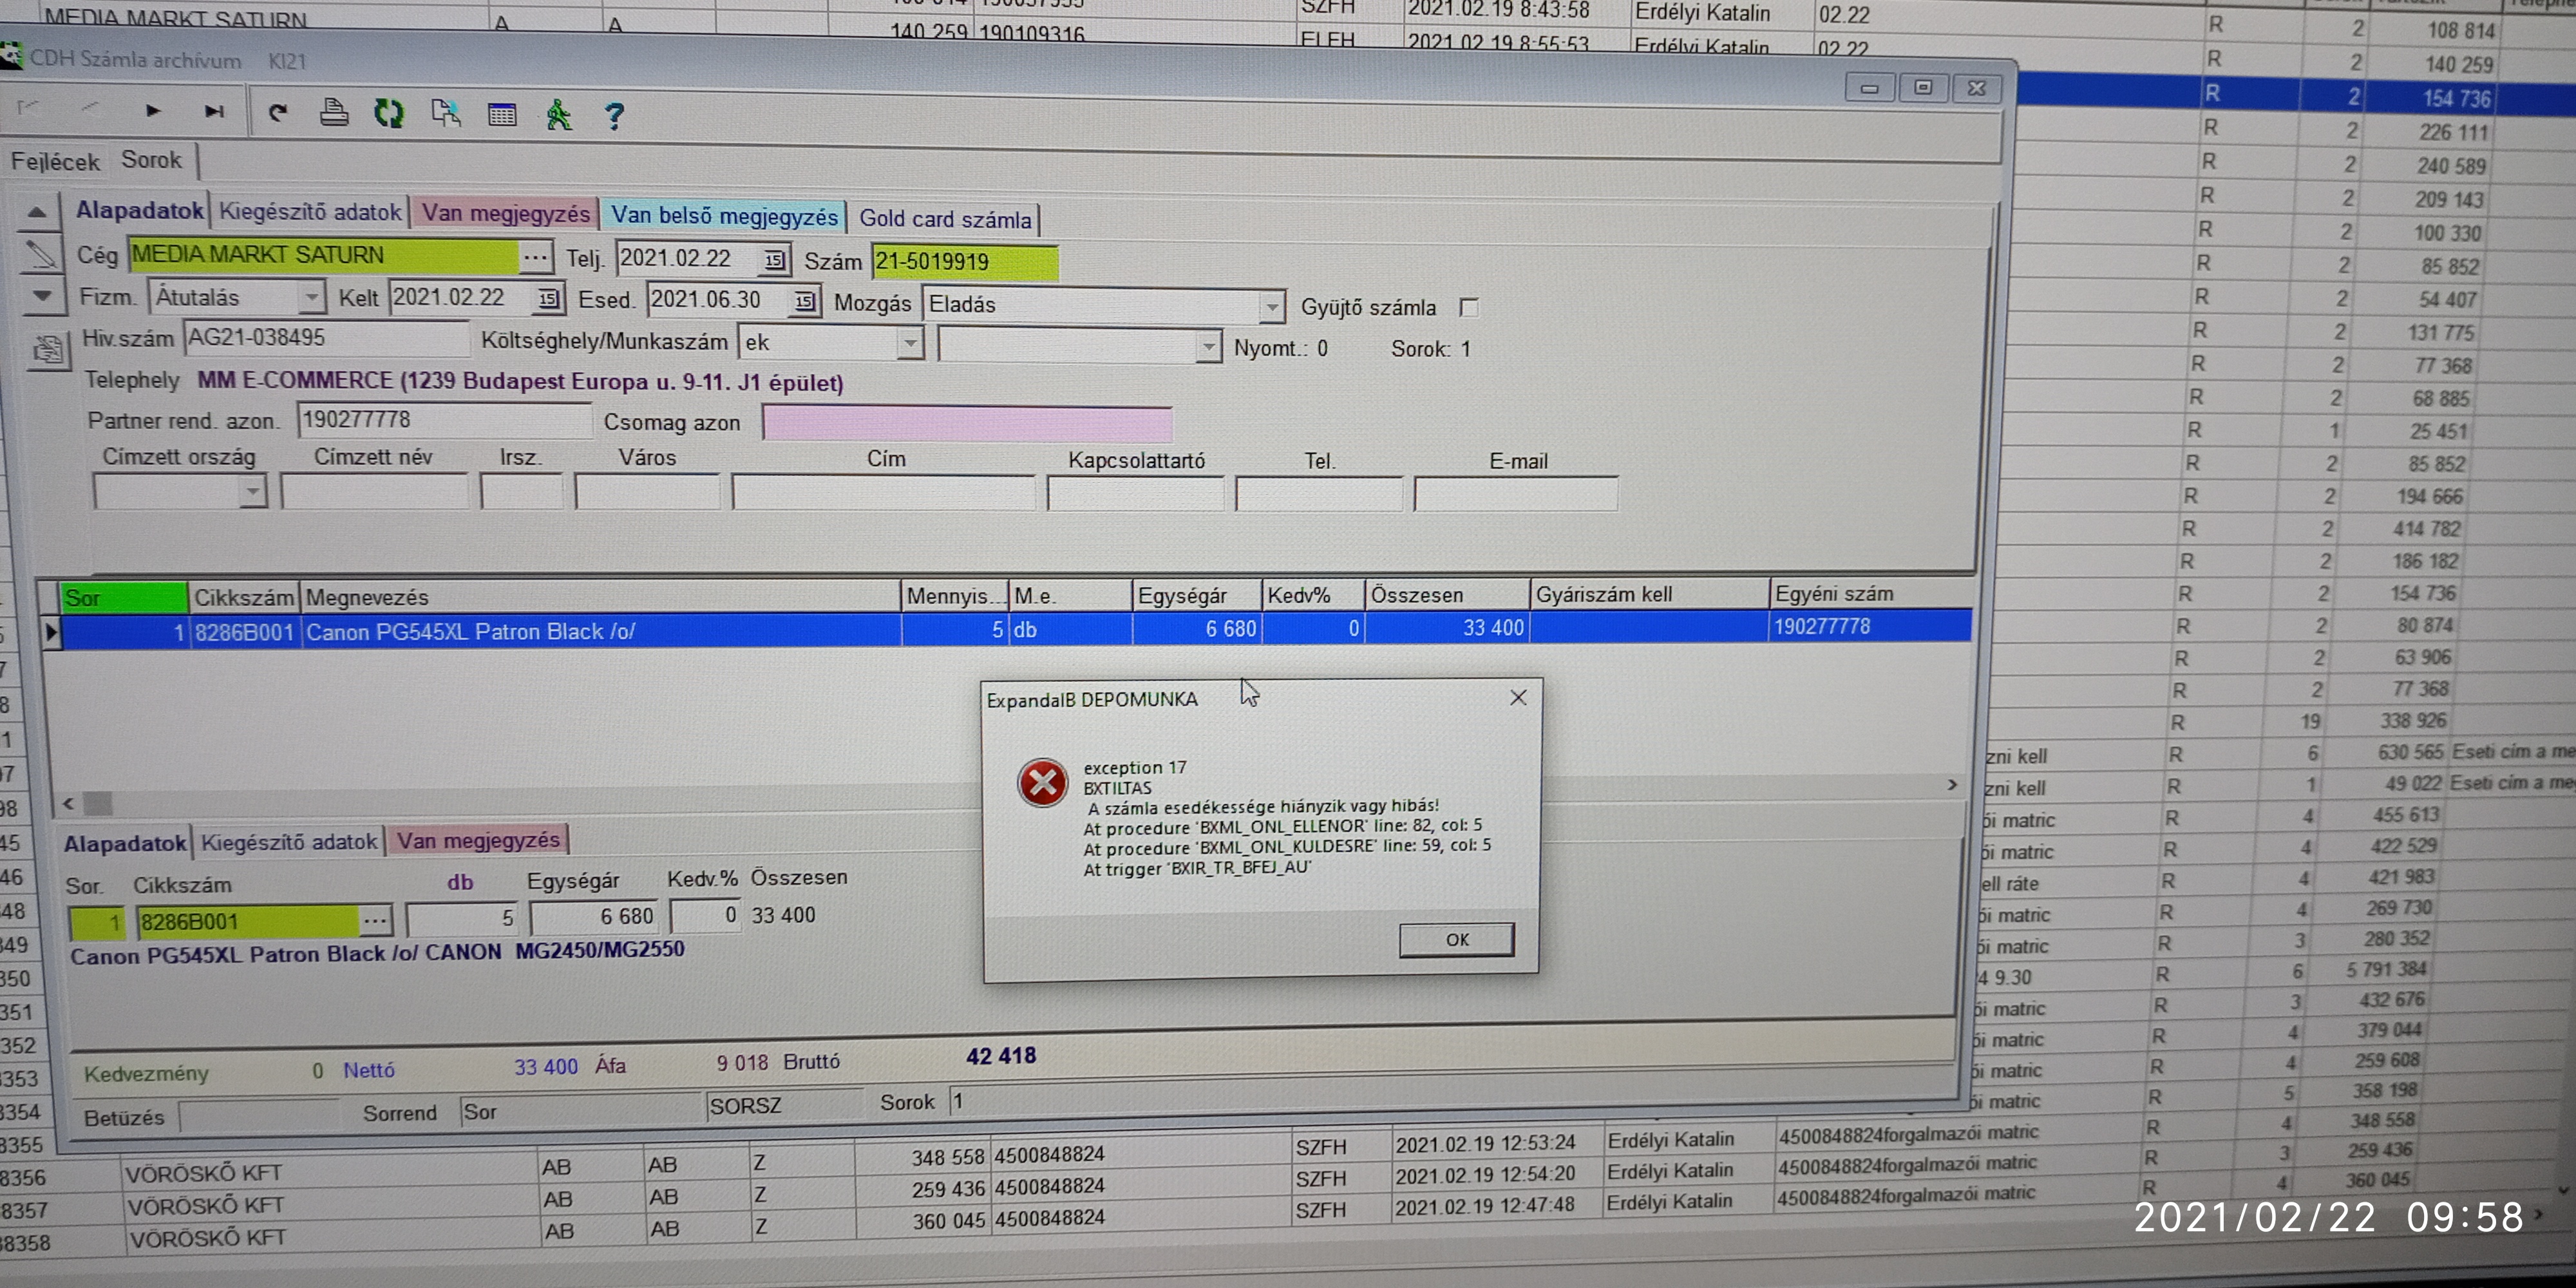 MEDIA MARKT SATURN A A SZFH 2021.02.19 8:43:58 Erdélyi Katalin 02.22 R 2 108 814
140 259 190109316 ELFH 2021.02.19 8:55:53 Erdélyi Katalin 02.22 R 2 140 259
CDH Számla archívum KI21
R 2 154 736
R 2 226 111
R 2 240 589
R 2 209 143
R 2 100 330
R 2 85 852
R 2 54 407
R 2 131 775
R 2 77 368
R 2 68 885
R 1 25 451
R 2 85 852
R 2 194 666
R 2 414 782
R 2 186 182
R 2 154 736
R 2 80 874
R 2 63 906
R 2 77 368
R 19 338 926
zni kell R 6 630 565 Eseti cím a me
zni kell R 1 49 022 Eseti cím a me
ói matric R 4 455 613
ói matric R 4 422 529
ell ráte R 4 421 983
ói matric R 4 269 730
ói matric R 3 280 352
4 9.30 R 6 5 791 384
ói matric R 3 432 676
ói matric R 4 379 044
ói matric R 4 259 608
ói matric R 5 358 198
R 4 348 558
R 3 259 436
R 4 360 045
Fejlécek Sorok
Alapadatok Kiegészítő adatok Van megjegyzés Van belső megjegyzés Gold card számla
Cég MEDIA MARKT SATURN ... Telj. 2021.02.22 15 Szám 21-5019919
Fizm. Átutalás Kelt 2021.02.22 15 Esed. 2021.06.30 15 Mozgás Eladás Gyüjtő számla
Hiv.szám AG21-038495 Költséghely/Munkaszám ek Nyomt.: 0 Sorok: 1
Telephely MM E-COMMERCE (1239 Budapest Europa u. 9-11. J1 épület)
Partner rend. azon. 190277778 Csomag azon
Címzett ország Címzett név Irsz. Város Cím Kapcsolattartó Tel. E-mail
Sor Cikkszám Megnevezés Mennyis... M.e. Egységár Kedv% Összesen Gyáriszám kell Egyéni szám
1 8286B001 Canon PG545XL Patron Black /o/ 5 db 6 680 0 33 400 190277778
ExpandaIB DEPOMUNKA
exception 17
BXTILTAS
A számla esedékessége hiányzik vagy hibás!
At procedure 'BXML_ONL_ELLENOR' line: 82, col: 5
At procedure 'BXML_ONL_KULDESRE' line: 59, col: 5
At trigger 'BXIR_TR_BFEJ_AU'
OK
Alapadatok Kiegészítő adatok Van megjegyzés
Sor. Cikkszám db Egységár Kedv.% Összesen
1 8286B001 ... 5 6 680 0 33 400
Canon PG545XL Patron Black /o/ CANON MG2450/MG2550
Kedvezmény 0 Nettó 33 400 Áfa 9 018 Bruttó 42 418
Betüzés Sorrend Sor SORSZ Sorok 1
7
8
1
97
98
45
46
48
349
350
351
352
3353
3354
8355
8356 VÖRÖSKŐ KFT AB AB Z 348 558 4500848824 SZFH 2021.02.19 12:53:24 Erdélyi Katalin 4500848824forgalmazói matric
8357 VÖRÖSKŐ KFT AB AB Z 259 436 4500848824 SZFH 2021.02.19 12:54:20 Erdélyi Katalin 4500848824forgalmazói matric
8358 VÖRÖSKŐ KFT AB AB Z 360 045 4500848824 SZFH 2021.02.19 12:47:48 Erdélyi Katalin 4500848824forgalmazói matric
2021/02/22 09:58